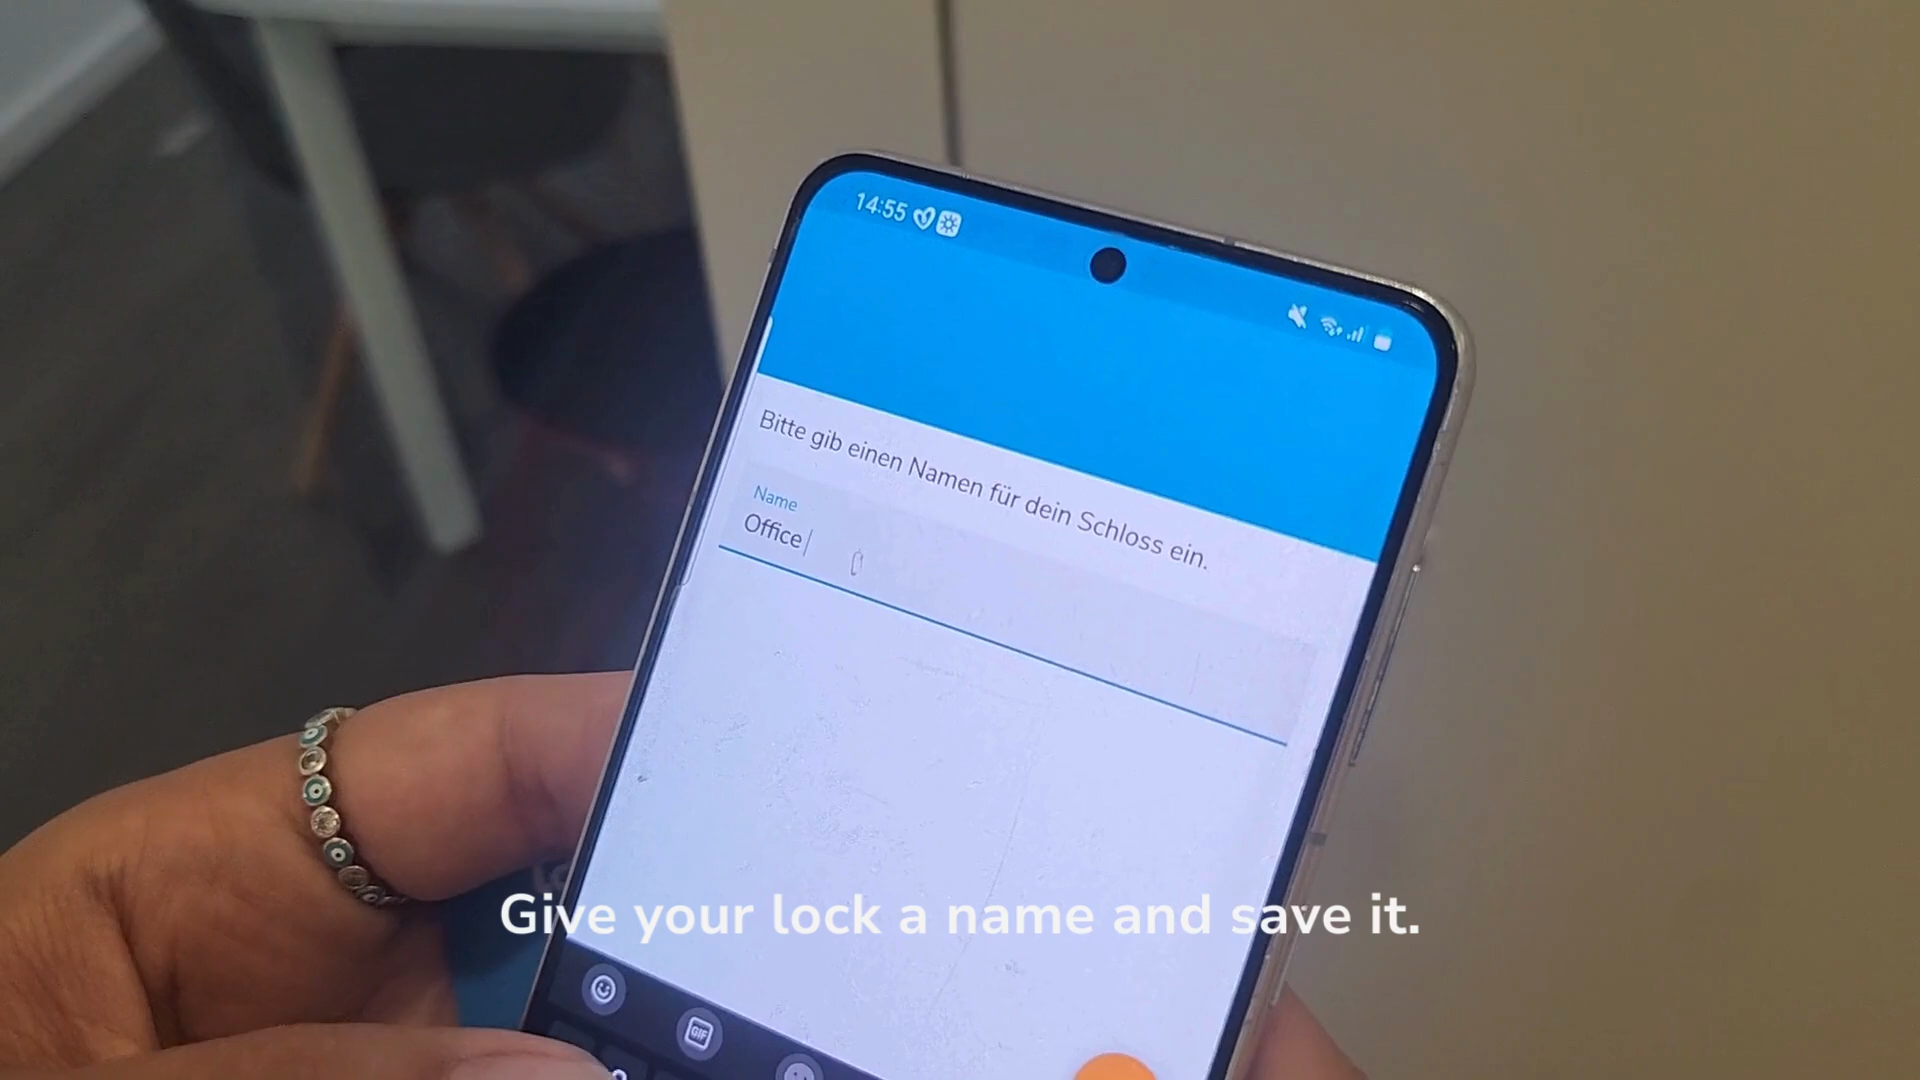 14:55
Bitte gib einen Namen für dein Schloss ein.
Name
Office
Give your lock a name and save it.
GIF